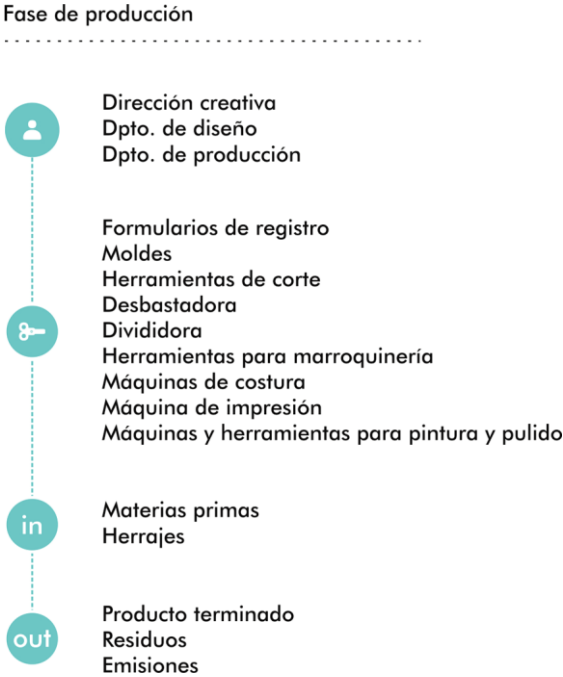 Fase de producción
Dirección creativa
Dpto. de diseño
Dpto. de producción
Formularios de registro
Moldes
Herramientas de corte
Desbastadora
Divididora
Herramientas para marroquinería
Máquinas de costura
Máquina de impresión
Máquinas y herramientas para pintura y pulido
in
Materias primas
Herrajes
out
Producto terminado
Residuos
Emisiones